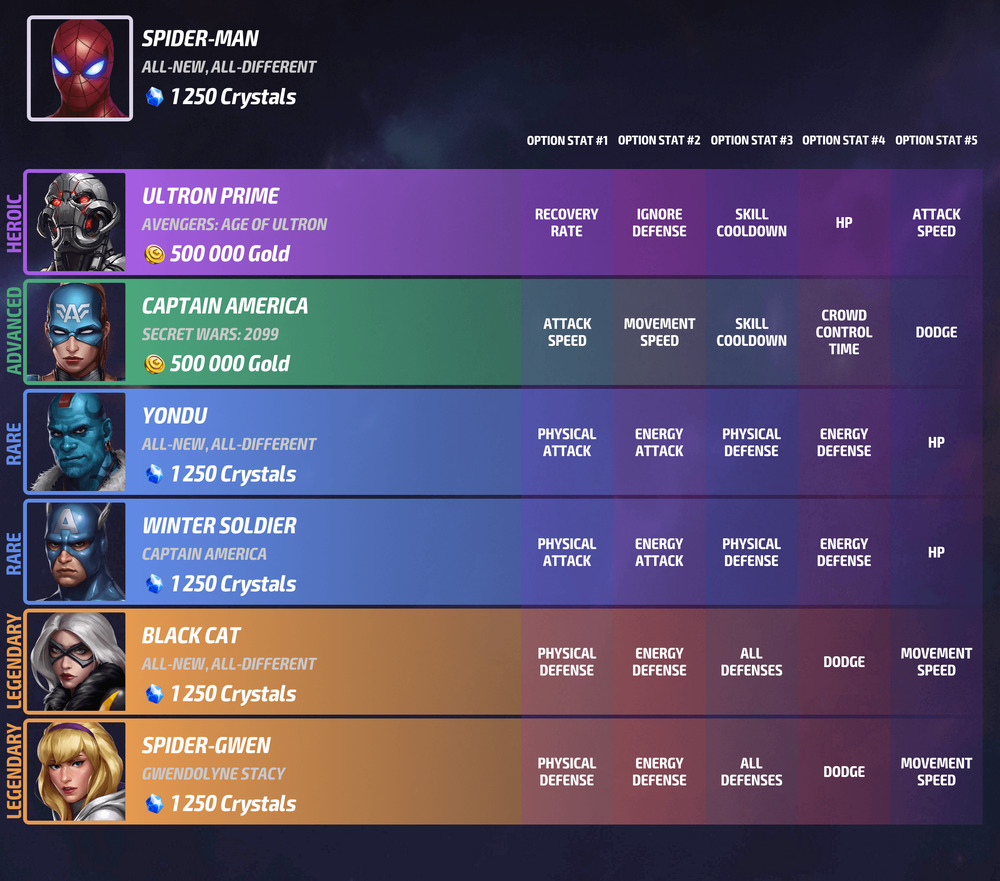 SPIDER-MAN
ALL-NEW, ALL-DIFFERENT
1 250 Crystals
OPTION STAT #1 OPTION STAT #2 OPTION STAT #3 OPTION STAT #4 OPTION STAT #5
HEROIC
ULTRON PRIME
AVENGERS: AGE OF ULTRON
500 000 Gold
RECOVERY
RATE
IGNORE
DEFENSE
SKILL
COOLDOWN
HP
ATTACK
SPEED
ADVANCED
CAPTAIN AMERICA
SECRET WARS: 2099
500 000 Gold
ATTACK
SPEED
MOVEMENT
SPEED
SKILL
COOLDOWN
CROWD
CONTROL
TIME
DODGE
RARE
YONDU
ALL-NEW, ALL-DIFFERENT
1 250 Crystals
PHYSICAL
ATTACK
ENERGY
ATTACK
PHYSICAL
DEFENSE
ENERGY
DEFENSE
HP
RARE
WINTER SOLDIER
CAPTAIN AMERICA
1 250 Crystals
PHYSICAL
ATTACK
ENERGY
ATTACK
PHYSICAL
DEFENSE
ENERGY
DEFENSE
HP
LEGENDARY
BLACK CAT
ALL-NEW, ALL-DIFFERENT
1 250 Crystals
PHYSICAL
DEFENSE
ENERGY
DEFENSE
ALL
DEFENSES
DODGE
MOVEMENT
SPEED
LEGENDARY
SPIDER-GWEN
GWENDOLYNE STACY
1 250 Crystals
PHYSICAL
DEFENSE
ENERGY
DEFENSE
ALL
DEFENSES
DODGE
MOVEMENT
SPEED